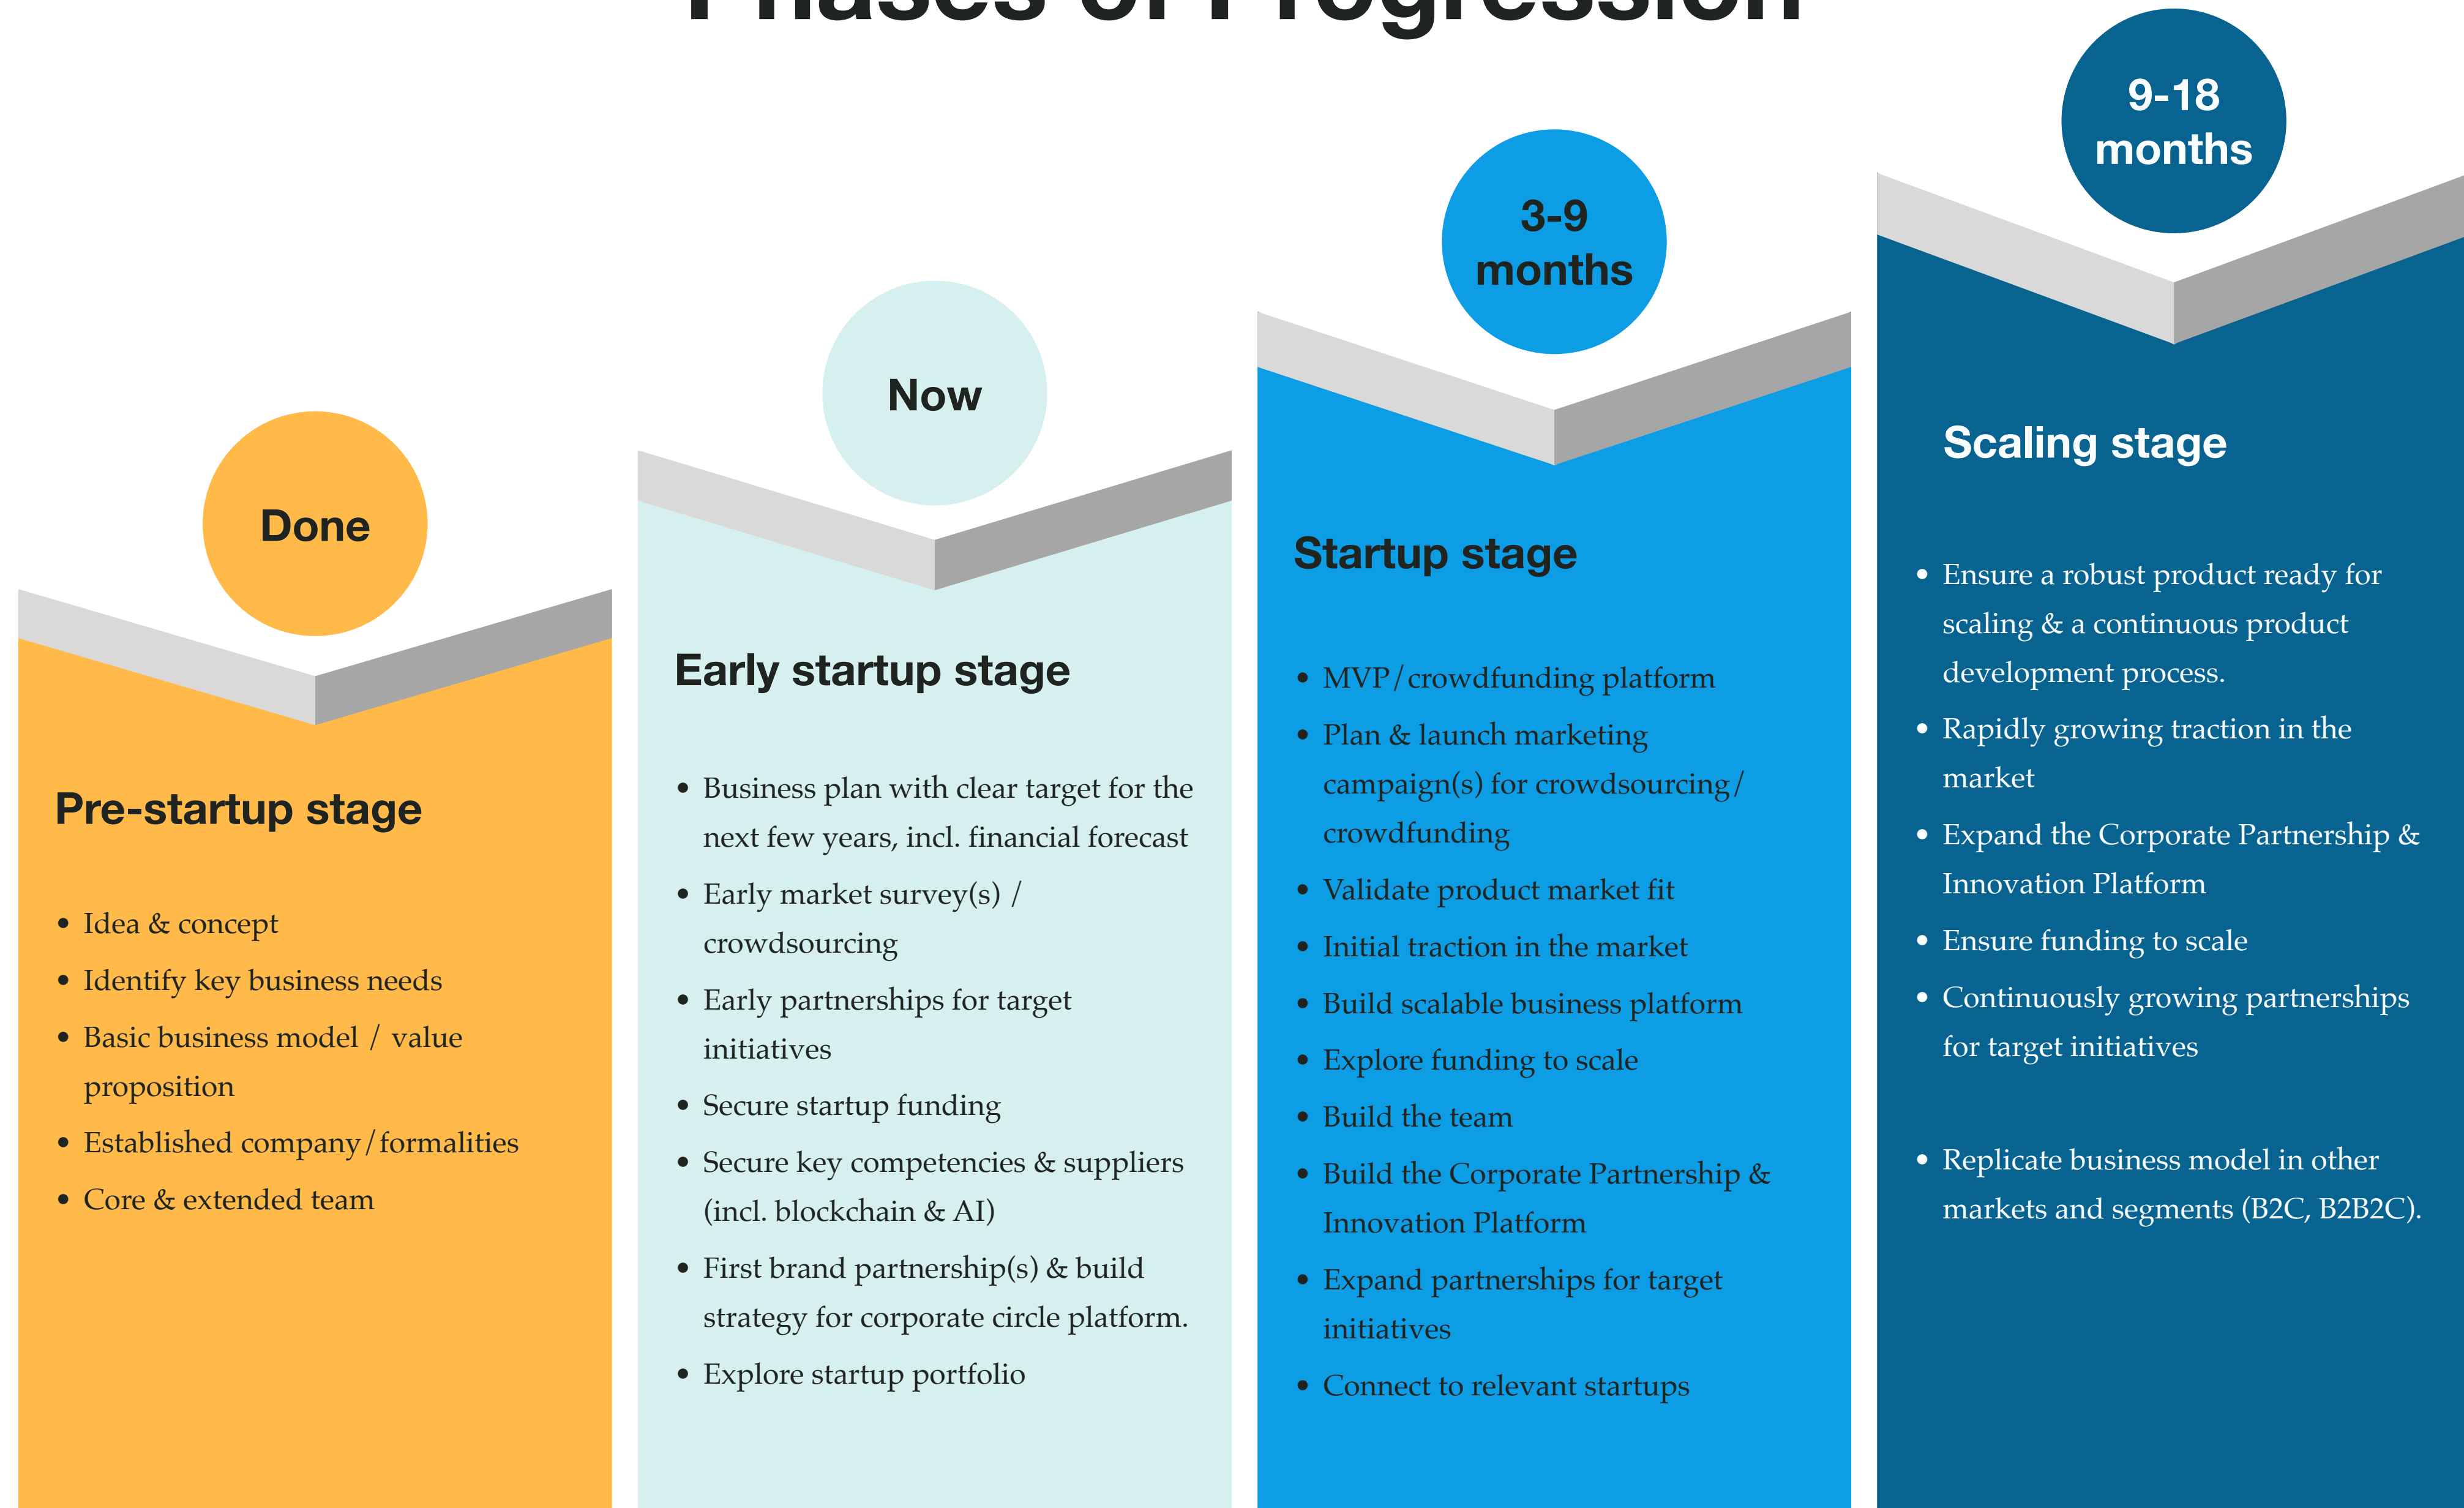 Phases of Progression
Done
Pre-startup stage
• Idea & concept
• Identify key business needs
• Basic business model / value
proposition
• Established company/formalities
• Core & extended team
Now
Early startup stage
• Business plan with clear target for the
next few years, incl. financial forecast
• Early market survey(s) /
crowdsourcing
• Early partnerships for target
initiatives
• Secure startup funding
• Secure key competencies & suppliers
(incl. blockchain & AI)
• First brand partnership(s) & build
strategy for corporate circle platform.
• Explore startup portfolio
3-9
months
Startup stage
• MVP/crowdfunding platform
• Plan & launch marketing
campaign(s) for crowdsourcing/
crowdfunding
• Validate product market fit
• Initial traction in the market
• Build scalable business platform
• Explore funding to scale
• Build the team
• Build the Corporate Partnership &
Innovation Platform
• Expand partnerships for target
initiatives
• Connect to relevant startups
9-18
months
Scaling stage
• Ensure a robust product ready for
scaling & a continuous product
development process.
• Rapidly growing traction in the
market
• Expand the Corporate Partnership &
Innovation Platform
• Ensure funding to scale
• Continuously growing partnerships
for target initiatives
• Replicate business model in other
markets and segments (B2C, B2B2C).